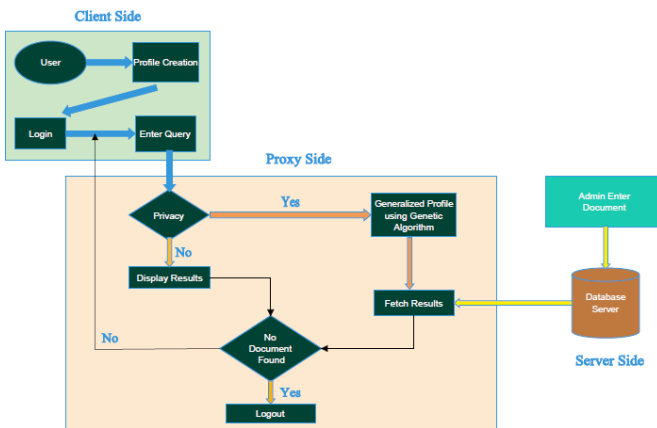 Client Side
User
Profile Creation
Login
Enter Query
Proxy Side
Privacy
Yes
Generalized Profile
using Genetic
Algorithm
Admin Enter
Document
No
Display Results
Fetch Results
Database
Server
No
No
Document
Found
Server Side
Yes
Logout